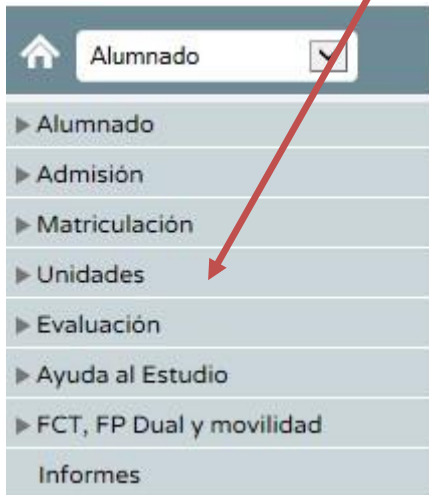 Alumnado
Alumnado
Admisión
Matriculación
Unidades
Evaluación
Ayuda al Estudio
FCT, FP Dual y movilidad
Informes